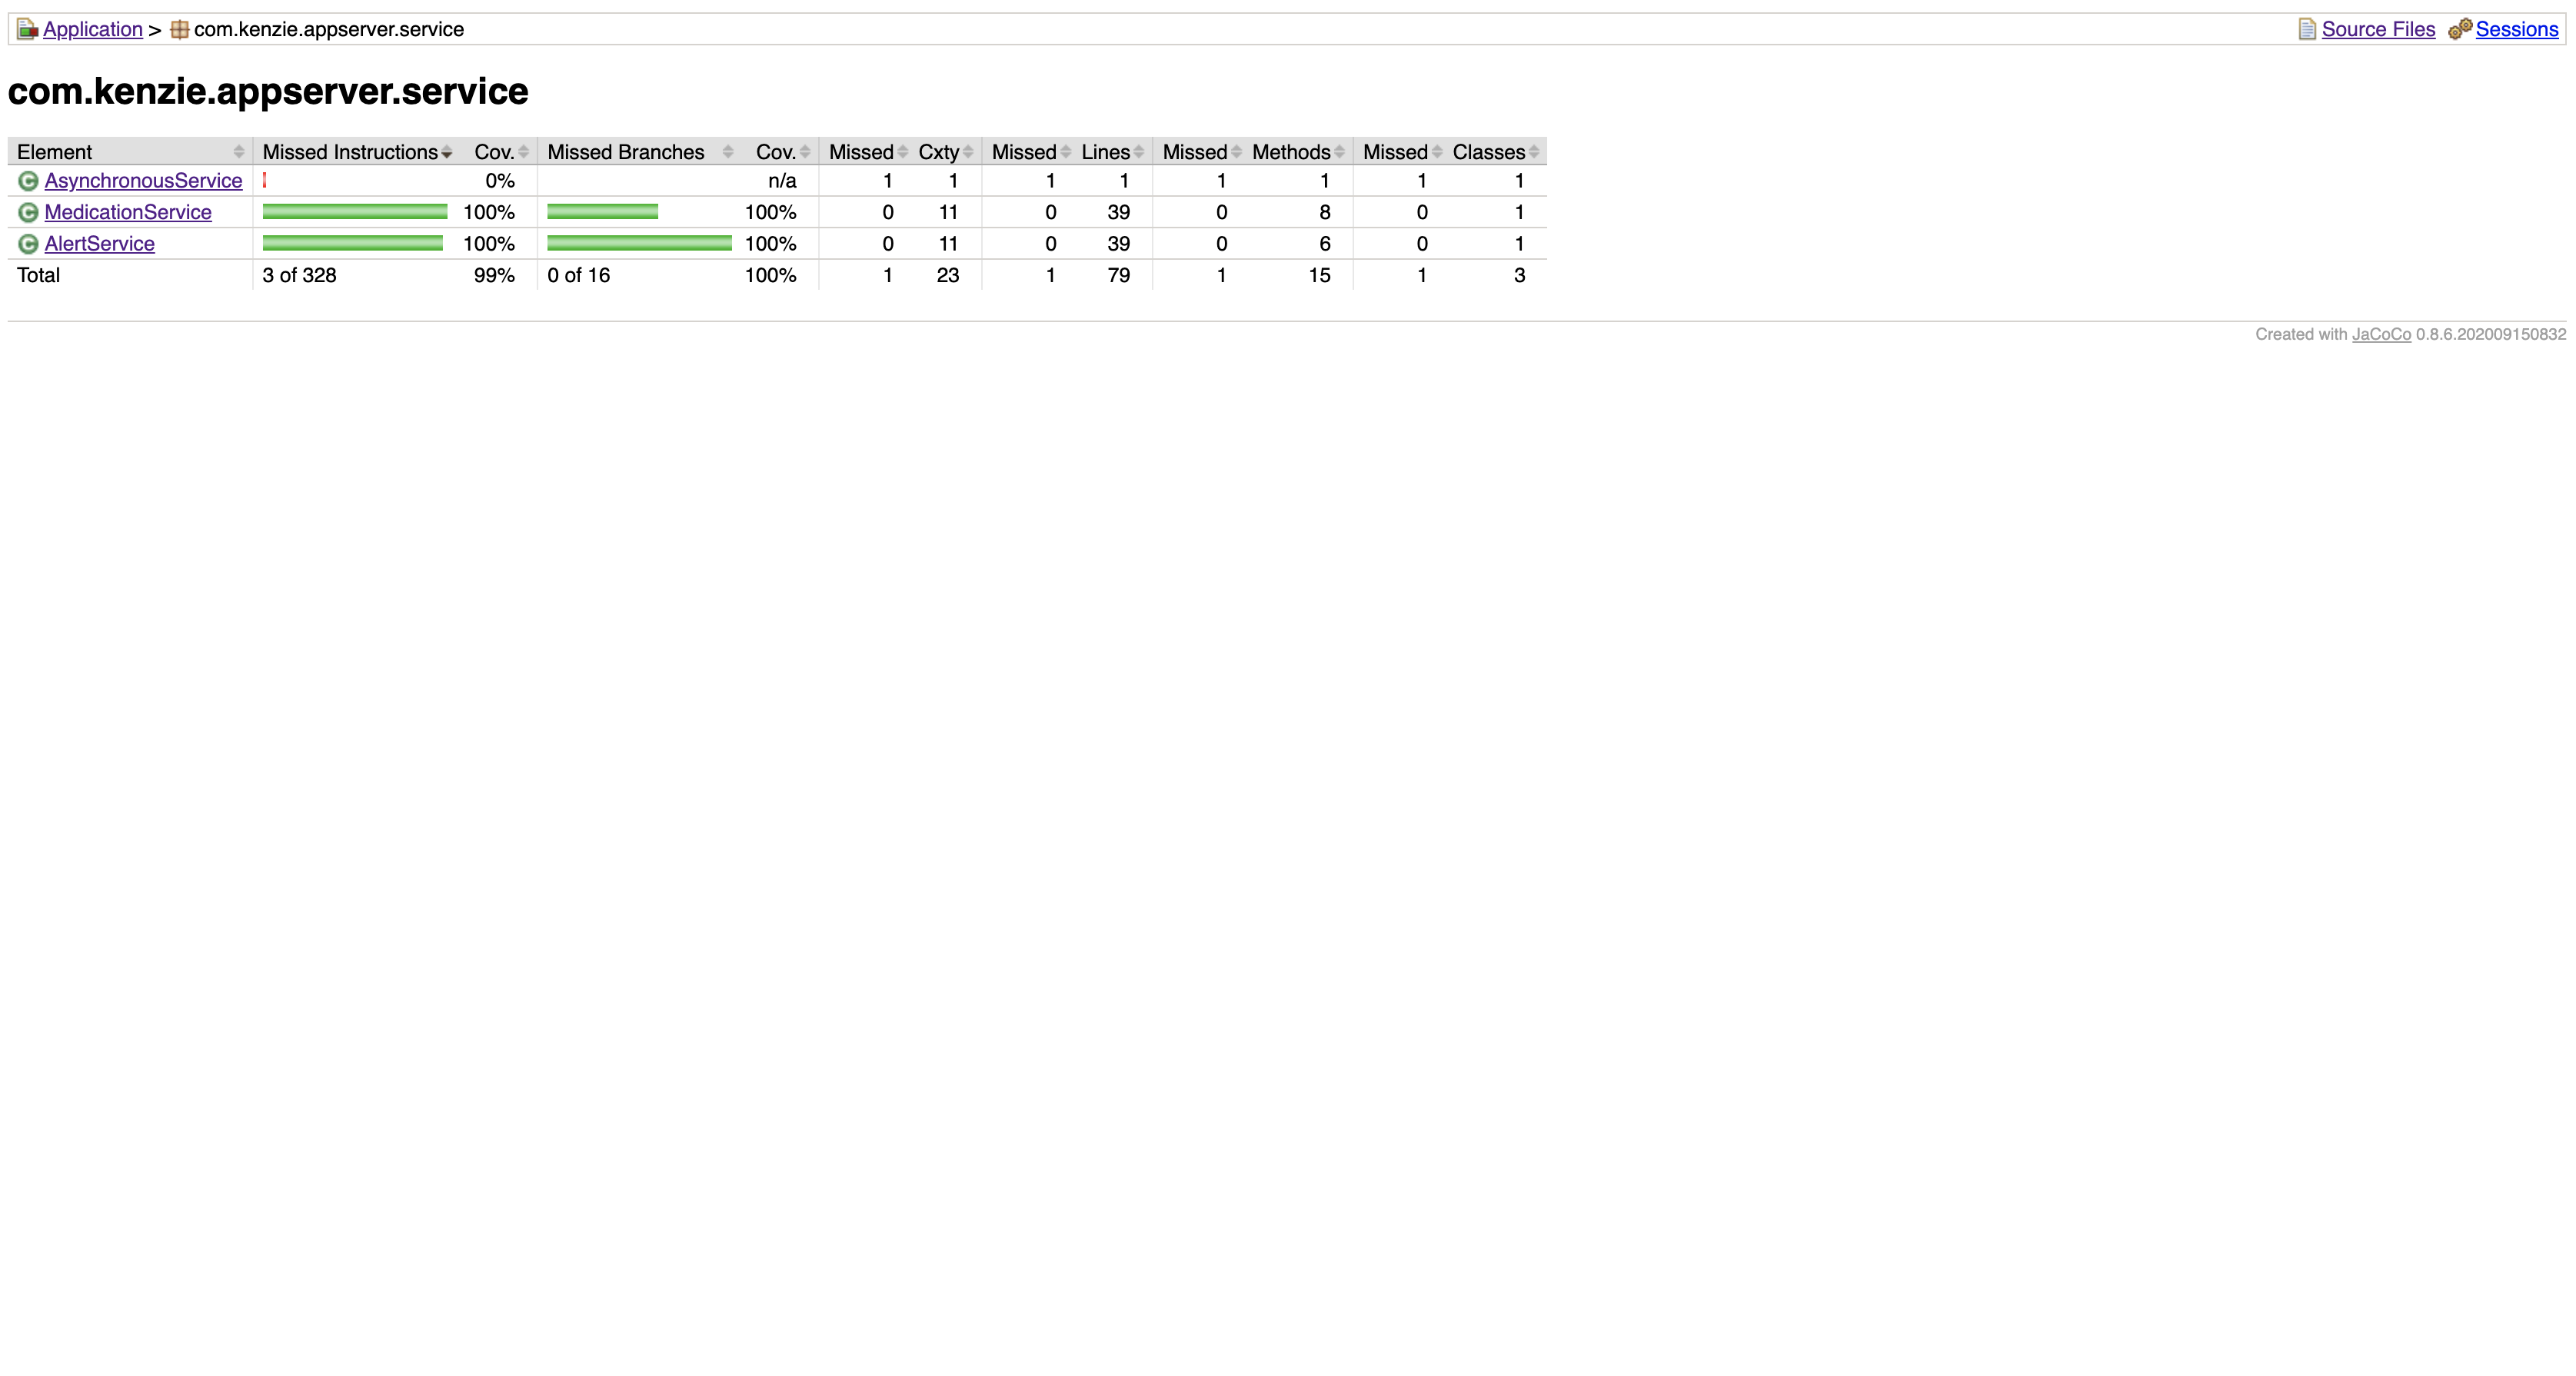 Application > com.kenzie.appserver.service Source Files Sessions
com.kenzie.appserver.service
Element Missed Instructions Cov. Missed Branches Cov. Missed Cxty Missed Lines Missed Methods Missed Classes
AsynchronousService 0% n/a 1 1 1 1 1 1 1 1
MedicationService 100% 100% 0 11 0 39 0 8 0 1
AlertService 100% 100% 0 11 0 39 0 6 0 1
Total 3 of 328 99% 0 of 16 100% 1 23 1 79 1 15 1 3
Created with JaCoCo 0.8.6.202009150832